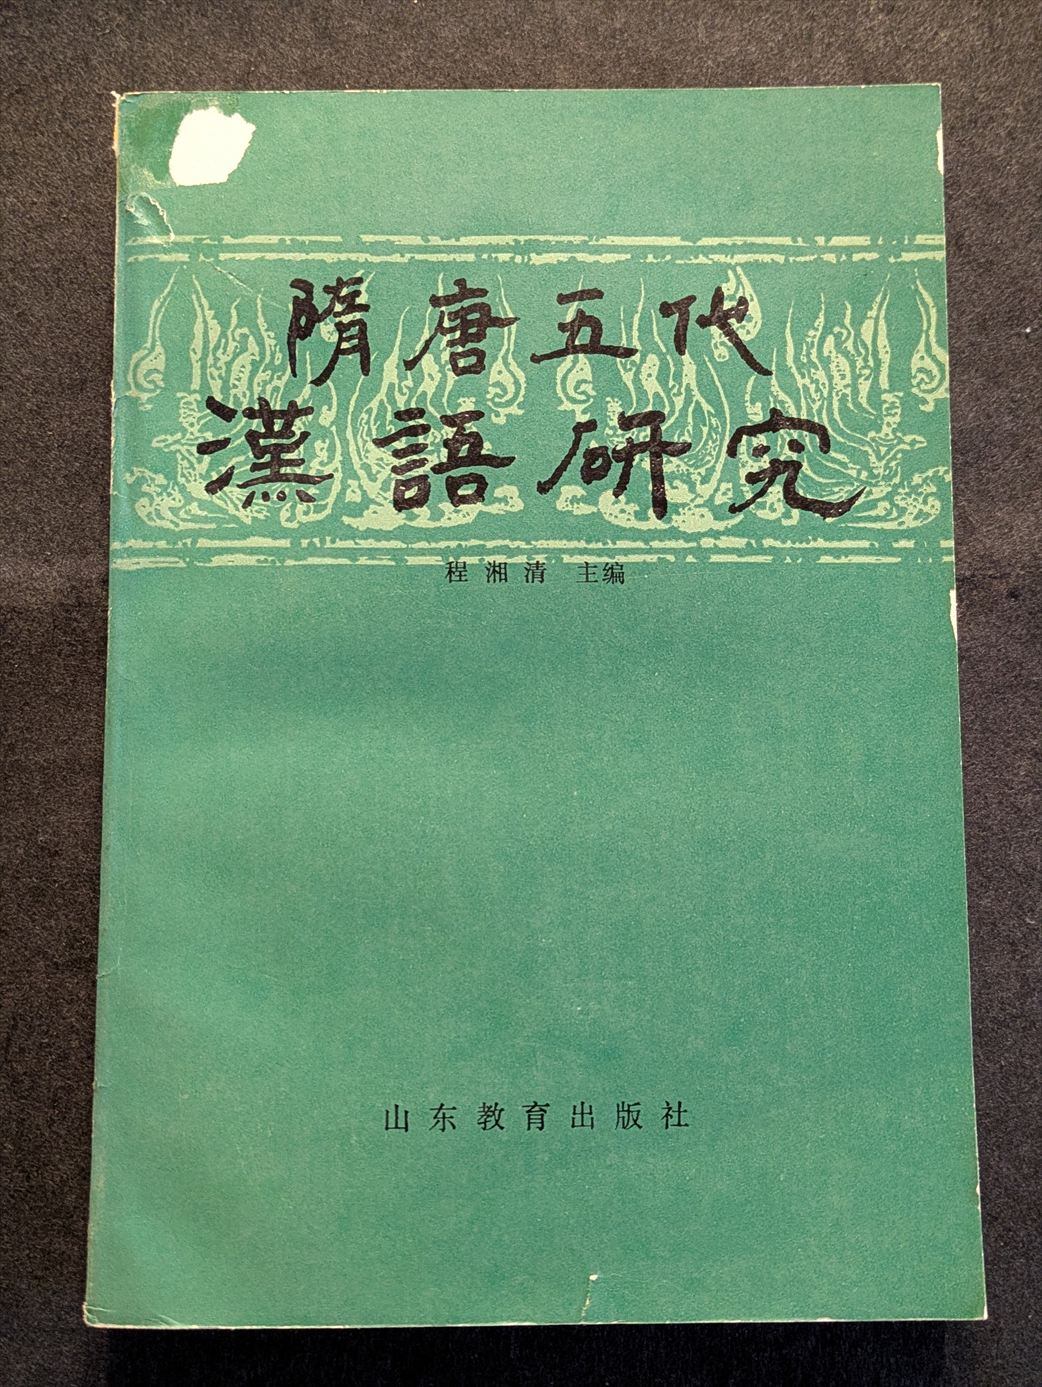 隋唐五代
漢語研究
程湘清 主编
山东教育出版社